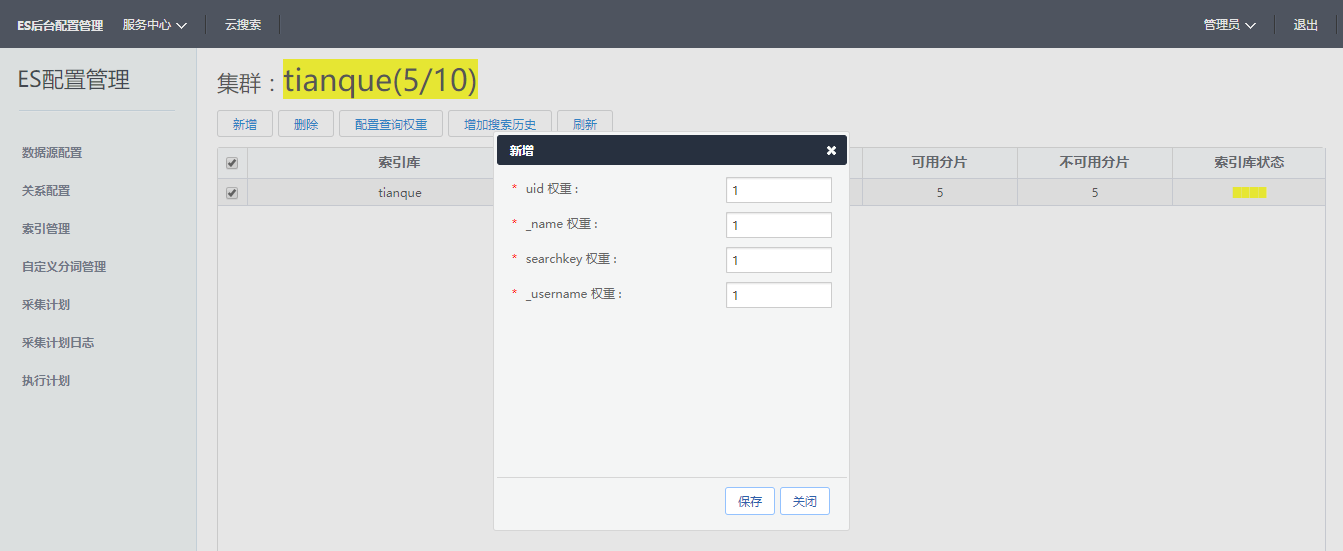 ES后台配置管理 服务中心 云搜索 管理员 退出
ES配置管理
数据源配置
关系配置
索引管理
自定义分词管理
采集计划
采集计划日志
执行计划
集群：tianque(5/10)
新增 删除 配置查询权重 增加搜索历史 刷新
索引库 可用分片 不可用分片 索引库状态
tianque 5 5
新增
* uid 权重： 1
* _name 权重： 1
* searchkey 权重： 1
* _username 权重： 1
保存 关闭